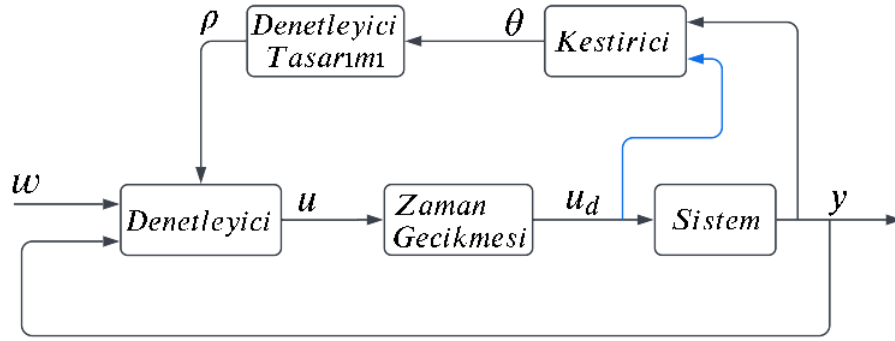 ρ
Denetleyici
Tasarımı
θ
Kestirici
w
Denetleyici
u
Zaman
Gecikmesi
u_d
Sistem
y